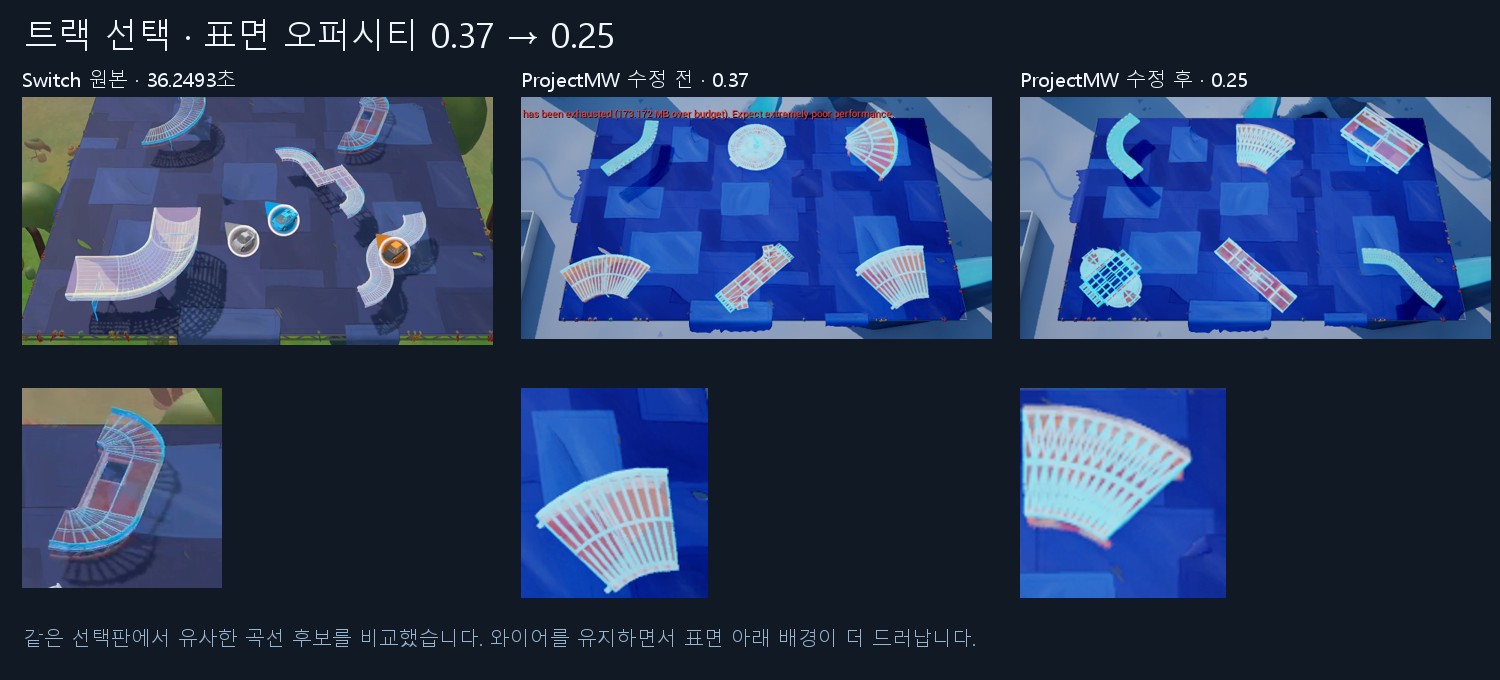 트랙 선택 · 표면 오퍼시티 0.37 → 0.25
Switch 원본 · 36.2493초
ProjectMW 수정 전 · 0.37
ProjectMW 수정 후 · 0.25
has been exhausted (173.172 MB over budget). Expect extremely poor performance.
같은 선택판에서 유사한 곡선 후보를 비교했습니다. 와이어를 유지하면서 표면 아래 배경이 더 드러납니다.